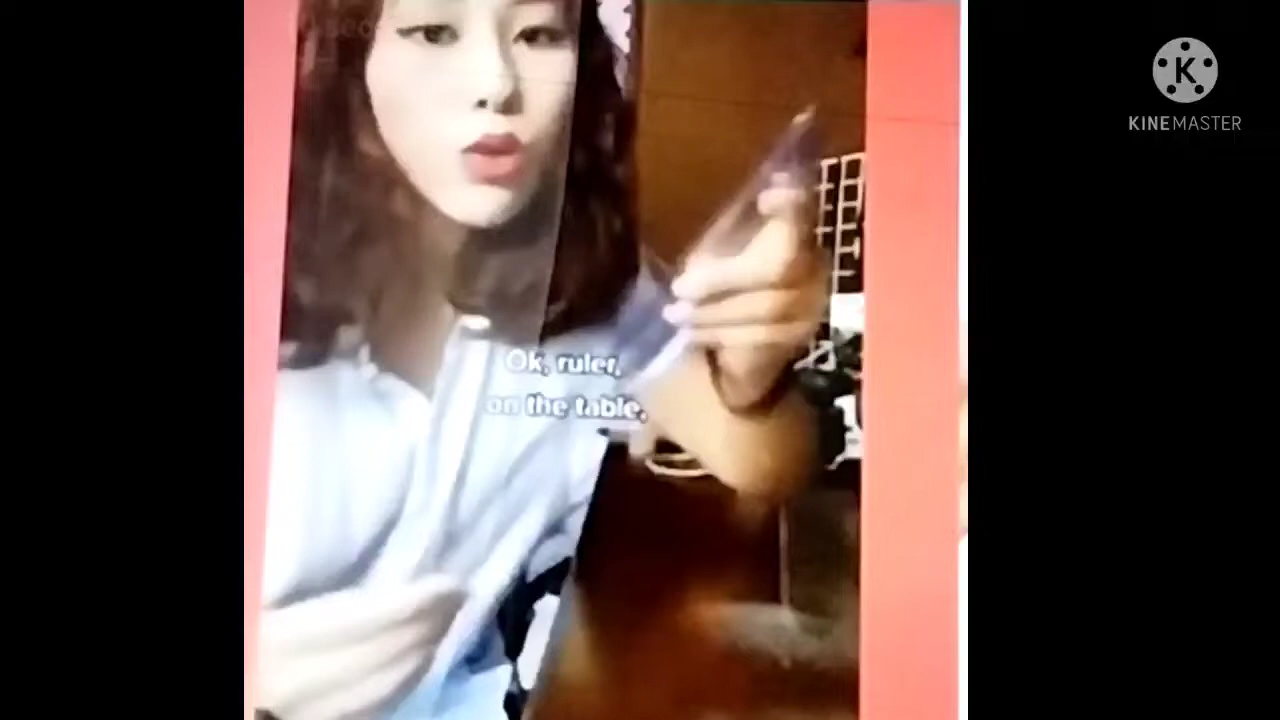 K
KINEMASTER
Ok, ruler,
on the table.